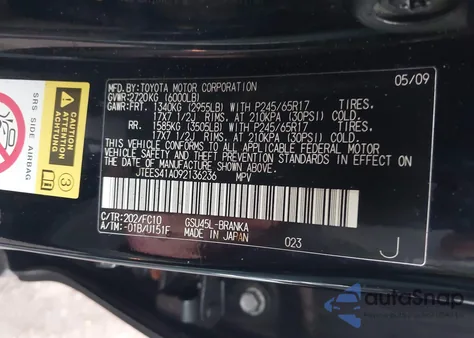 MFD.BY:TOYOTA MOTOR CORPORATION 05/09
GVWR:2720KG (6000LB)
GAWR:FRT. 1340KG (2955LB) WITH P245/65R17 TIRES,
17X7 1/2J RIMS, AT 210KPA (30PSI) COLD
RR. 1585KG (3505LB) WITH P245/65R17 TIRES,
17X7 1/2J RIMS, AT 210KPA (30PSI) COLD
THIS VEHICLE CONFORMS TO ALL APPLICABLE FEDERAL MOTOR
VEHICLE SAFETY AND THEFT PREVENTION STANDARDS IN EFFECT
ON THE DATE OF MANUFACTURE SHOWN ABOVE.
JTEES41A092136236 MPV
C/TR:202/FC10 GSU45L-BRANKA
A/TM:-01B/U151F MADE IN JAPAN 023 J
SRS SIDE AIRBAG
CAUTION
ATTENTION
3
autoSnap